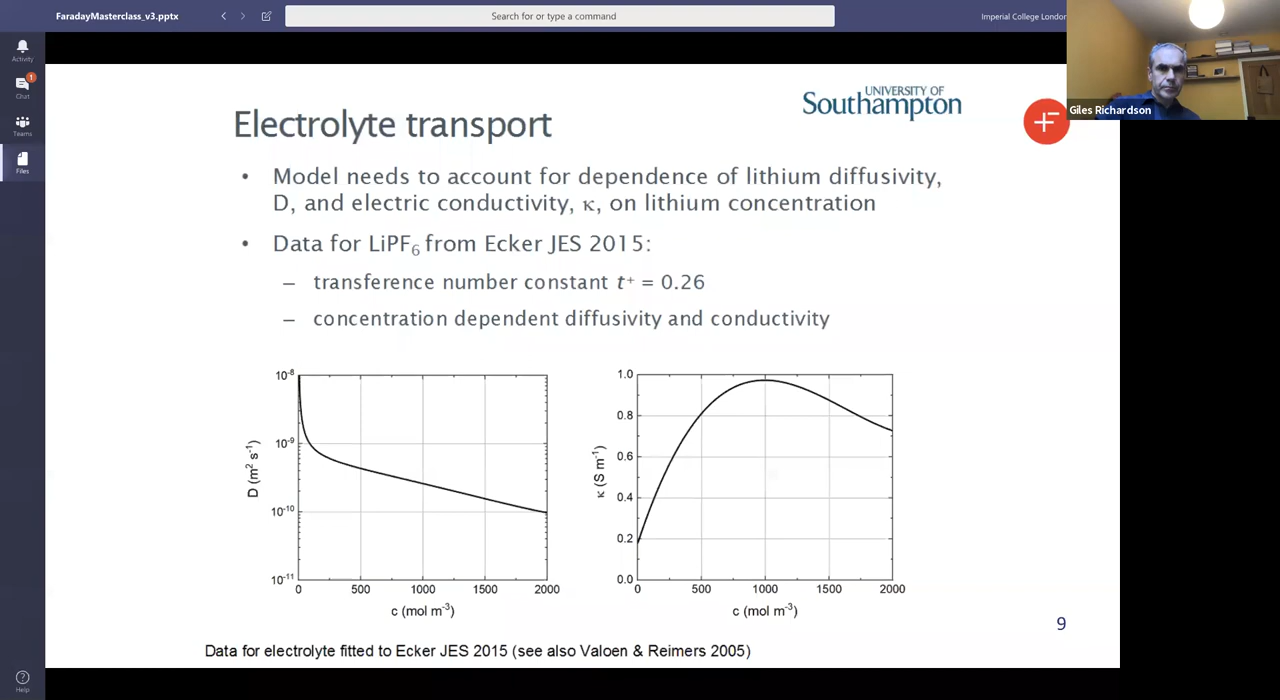 FaradayMasterclass_v3.pptx
Search for or type a command
Imperial College London
Activity
1
Chat
Teams
Files
Help
Giles Richardson
UNIVERSITY OF
Southampton
Electrolyte transport
• Model needs to account for dependence of lithium diffusivity,
D, and electric conductivity, κ, on lithium concentration
• Data for LiPF6 from Ecker JES 2015:
– transference number constant t+ = 0.26
– concentration dependent diffusivity and conductivity
D (m2 s-1)
10-8
10-9
10-10
10-11
0 500 1000 1500 2000
c (mol m-3)
κ (S m-1)
1.0
0.8
0.6
0.4
0.2
0.0
0 500 1000 1500 2000
c (mol m-3)
9
Data for electrolyte fitted to Ecker JES 2015 (see also Valoen & Reimers 2005)